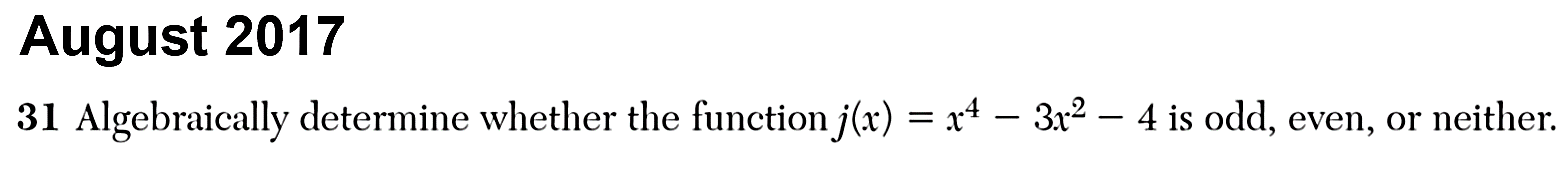 August 2017
31 Algebraically determine whether the function j(x) = x⁴ − 3x² − 4 is odd, even, or neither.